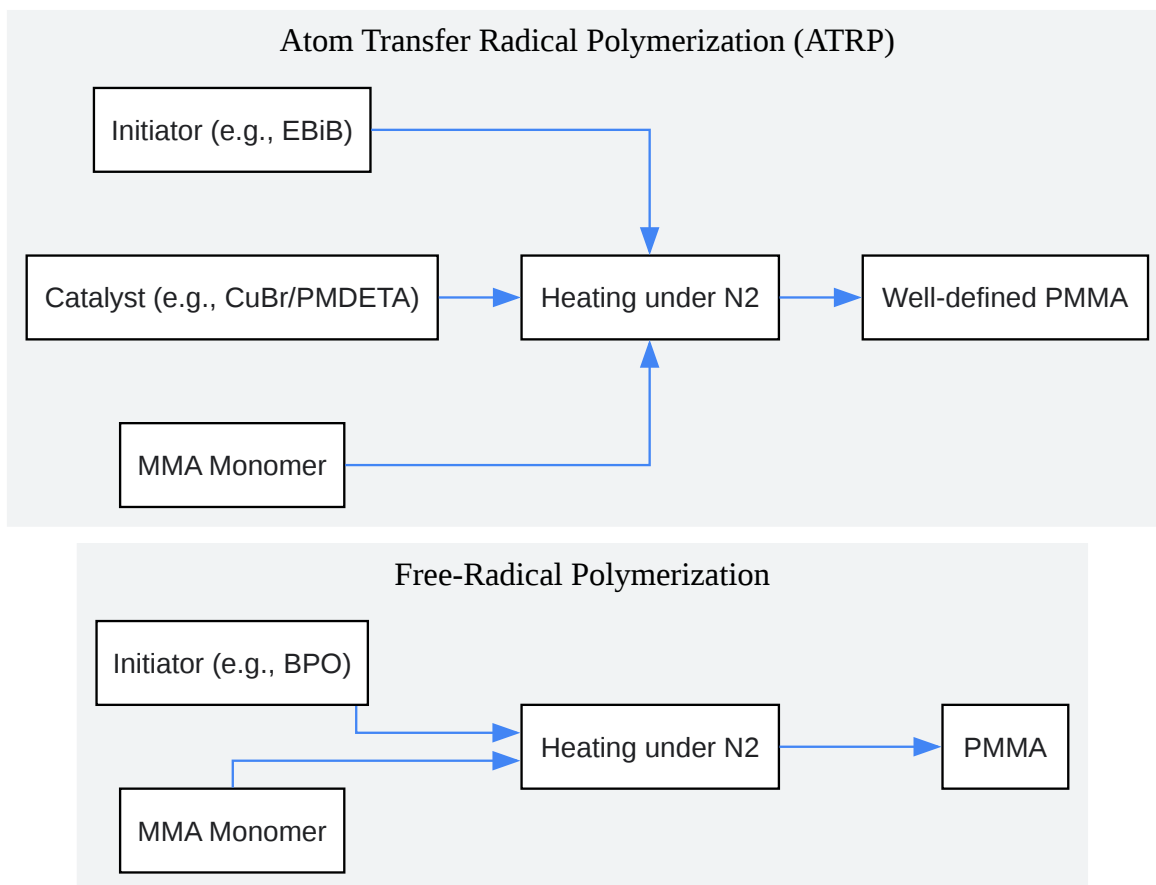 Atom Transfer Radical Polymerization (ATRP)
Initiator (e.g., EBiB)
Catalyst (e.g., CuBr/PMDETA)
Heating under N2
Well-defined PMMA
MMA Monomer
Free-Radical Polymerization
Initiator (e.g., BPO)
Heating under N2
PMMA
MMA Monomer